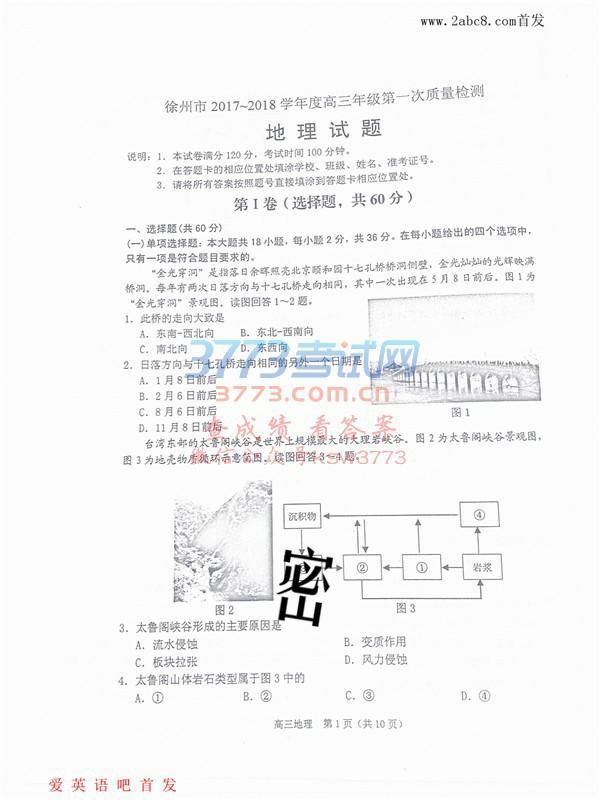 www.2abc8.com首发
徐州市2017~2018学年度高三年级第一次质量检测
地 理 试 题
说明：1．本试卷满分120分，考试时间100分钟。
2．在答题卡的相应位置处填涂学校、班级、姓名、准考证号。
3．请将所有答案按照题号直接填涂到答题卡相应位置处。
第Ⅰ卷（选择题，共60分）
一、选择题(共60分)
(一)单项选择题：本大题共18小题，每小题2分，共36分。在每小题给出的四个选项中，
只有一项是符合题目要求的。
“金光穿洞”是指落日余晖照亮北京颐和园十七孔桥桥洞侧壁，金光灿灿的光辉映满
桥洞。每年有两次日落方向与十七孔桥走向相同，其中一次出现在5月8日前后。图1为
“金光穿洞”景观图。读图回答1～2题。
1．此桥的走向大致是
A．东南-西北向 B．东北-西南向
C．南北向 D．东西向
2．日落方向与十七孔桥走向相同的另外一个日期是
A．1月8日前后
B．2月6日前后
C．8月6日前后
D．11月8日前后
图1
3773考试网
3773.com.cn
查成绩 看答案
微信公众号:KSW3773
台湾东部的太鲁阁峡谷是世界上规模最大的大理岩峡谷。图2为太鲁阁峡谷景观图，
图3为地壳物质循环示意简图。读图回答3～4题。
沉积物 ④
③ ② ① 岩浆
密
图2 图3
3．太鲁阁峡谷形成的主要原因是
A．流水侵蚀 B．变质作用
C．板块拉张 D．风力侵蚀
4．太鲁阁山体岩石类型属于图3中的
A．① B．② C．③ D．④
高三地理 第1页（共10页）
爱英语吧首发